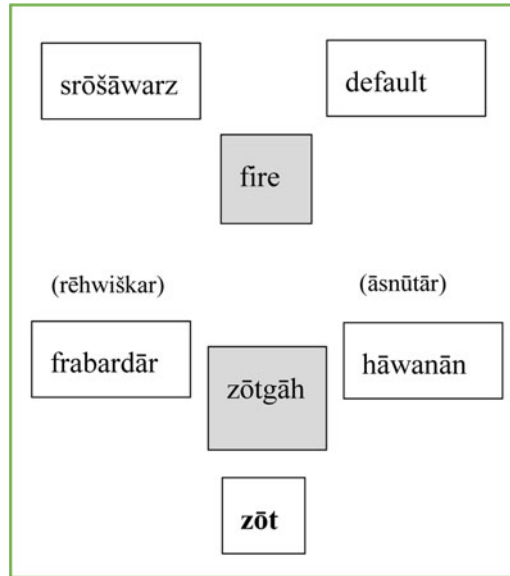 srōšāwarz
default
fire
(rēhwiškar)
(āsnūtār)
frabardār
hāwanān
zōtgāh
zōt